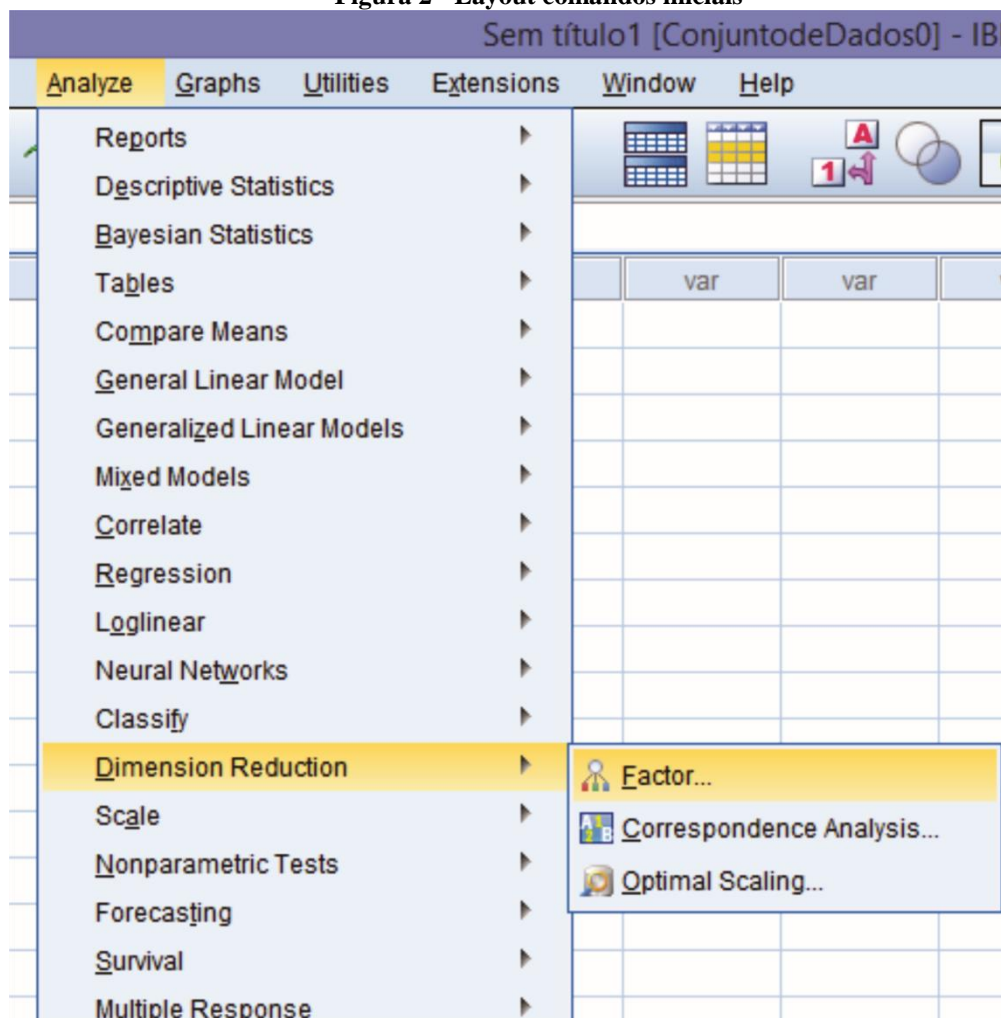 Figura 2 - Layout comandos iniciais
Sem título1 [ConjuntodeDados0] - IB
Analyze Graphs Utilities Extensions Window Help
Reports
Descriptive Statistics
Bayesian Statistics
Tables
Compare Means
General Linear Model
Generalized Linear Models
Mixed Models
Correlate
Regression
Loglinear
Neural Networks
Classify
Dimension Reduction
Scale
Nonparametric Tests
Forecasting
Survival
Multiple Response
A
1
var var
Factor...
Correspondence Analysis...
Optimal Scaling...